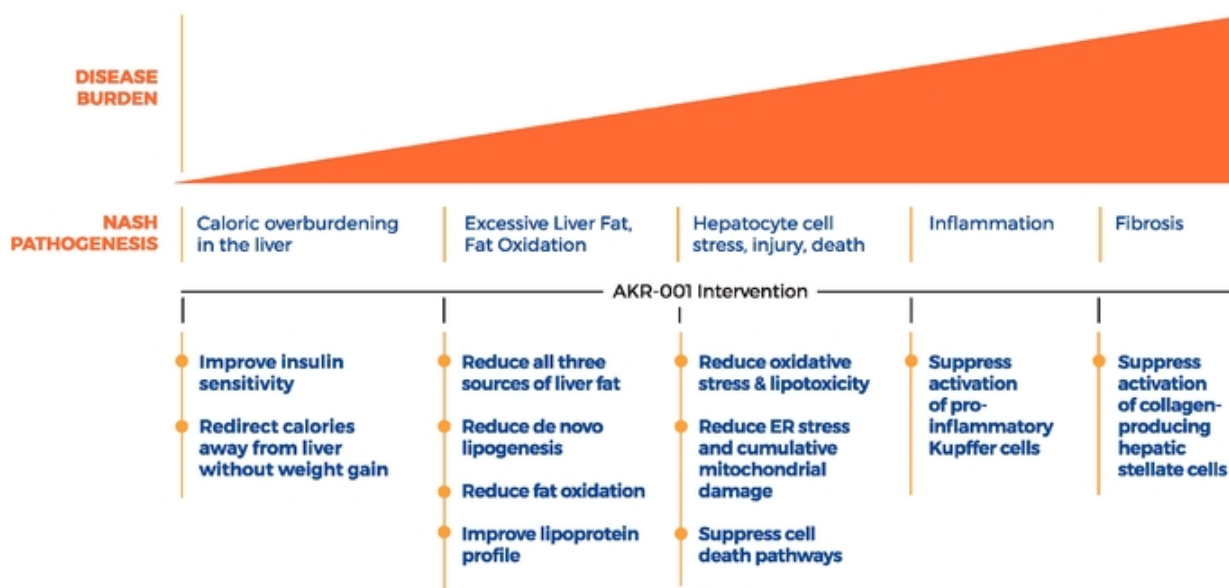 DISEASE
BURDEN
NASH
PATHOGENESIS
Caloric overburdening
in the liver
Excessive Liver Fat,
Fat Oxidation
Hepatocyte cell
stress, injury, death
Inflammation
Fibrosis
AKR-001 Intervention
Improve insulin
sensitivity
Redirect calories
away from liver
without weight gain
Reduce all three
sources of liver fat
Reduce de novo
lipogenesis
Reduce fat oxidation
Improve lipoprotein
profile
Reduce oxidative
stress & lipotoxicity
Reduce ER stress
and cumulative
mitochondrial
damage
Suppress cell
death pathways
Suppress
activation
of pro-
inflammatory
Kupffer cells
Suppress
activation
of collagen-
producing
hepatic
stellate cells